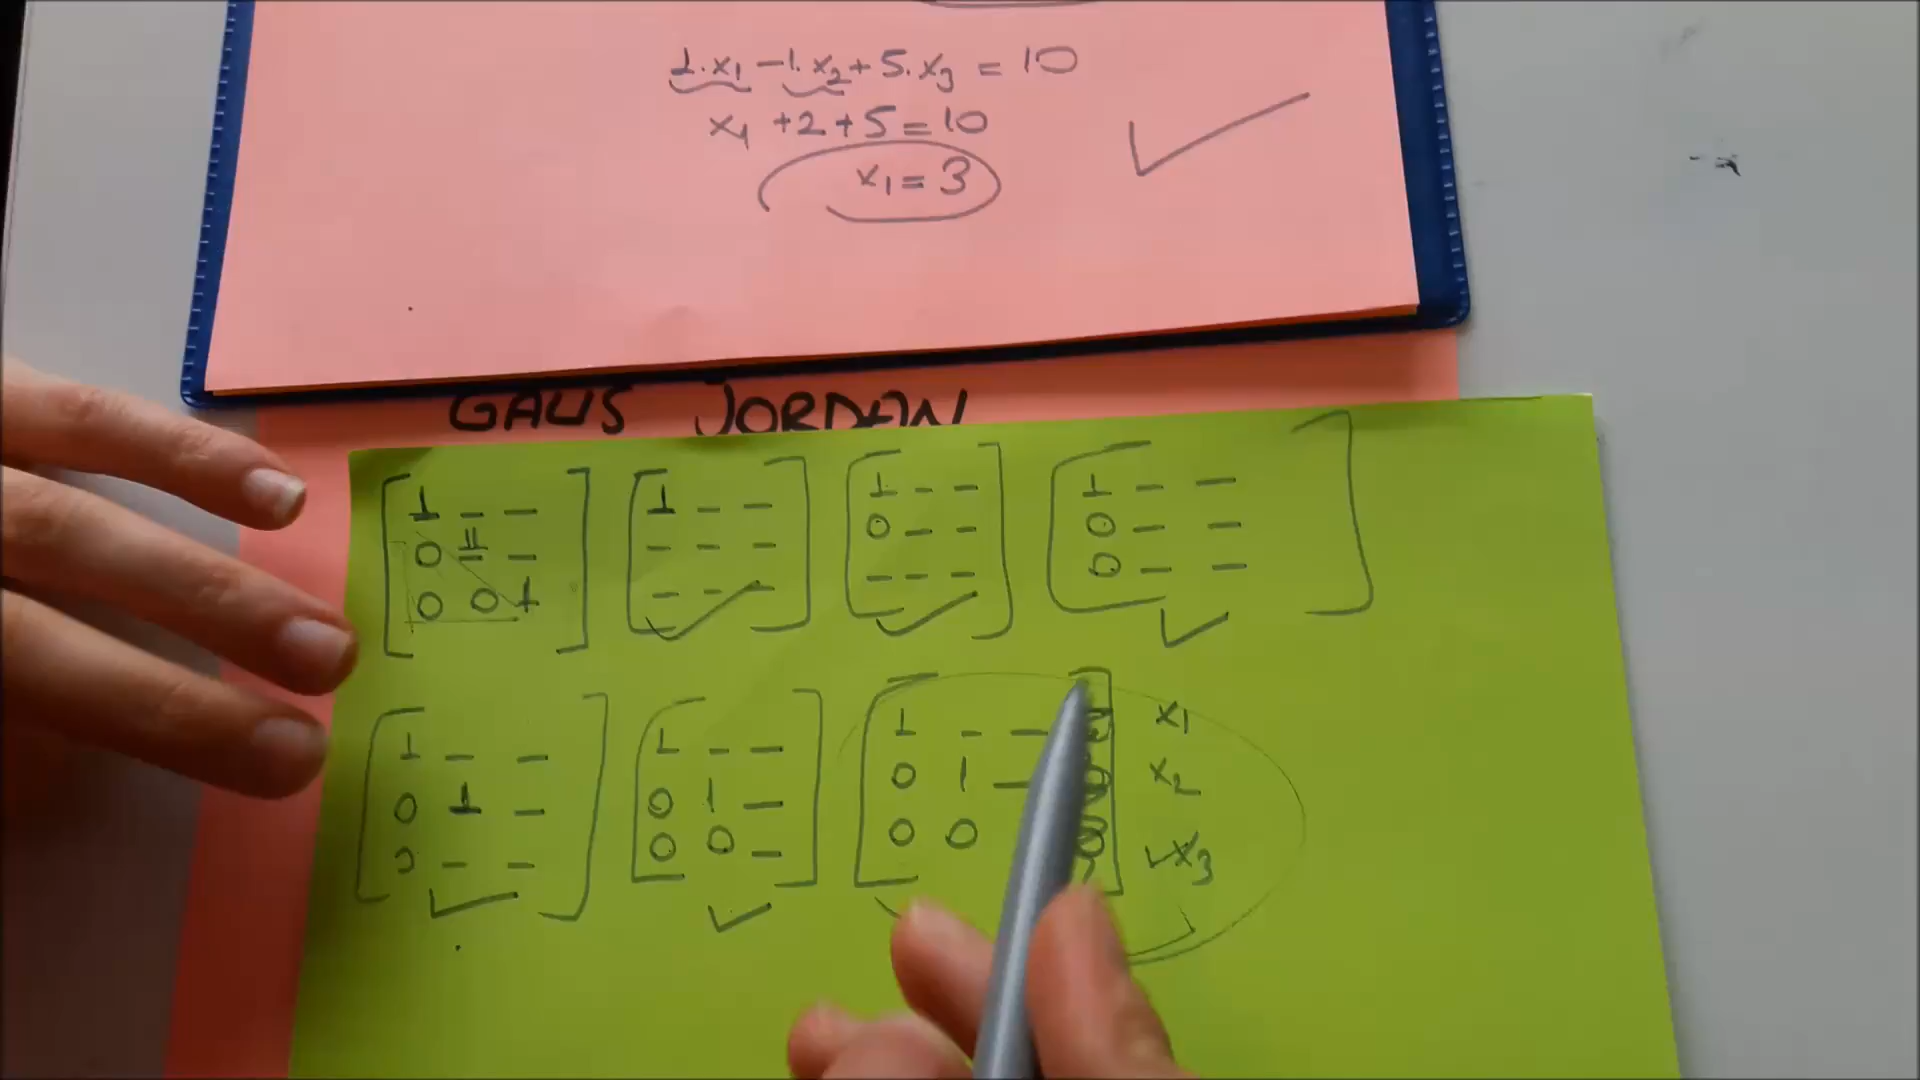 1.x₁ -1.x₂ + 5.x₃ = 10
x₁ +2+5=10
x₁ = 3
GAUS JORDAN
1 - -   1 - -   1 - -   1 - -
0 = -   - - -   0 - -   0 - -
0 0 1   - - -   - - -   0 - -
1 - -   1 - -   1 - -   x₁
0 1 -   0 1 -   0 1 -   x₂
0 - -   0 0 -   0 0   x₃